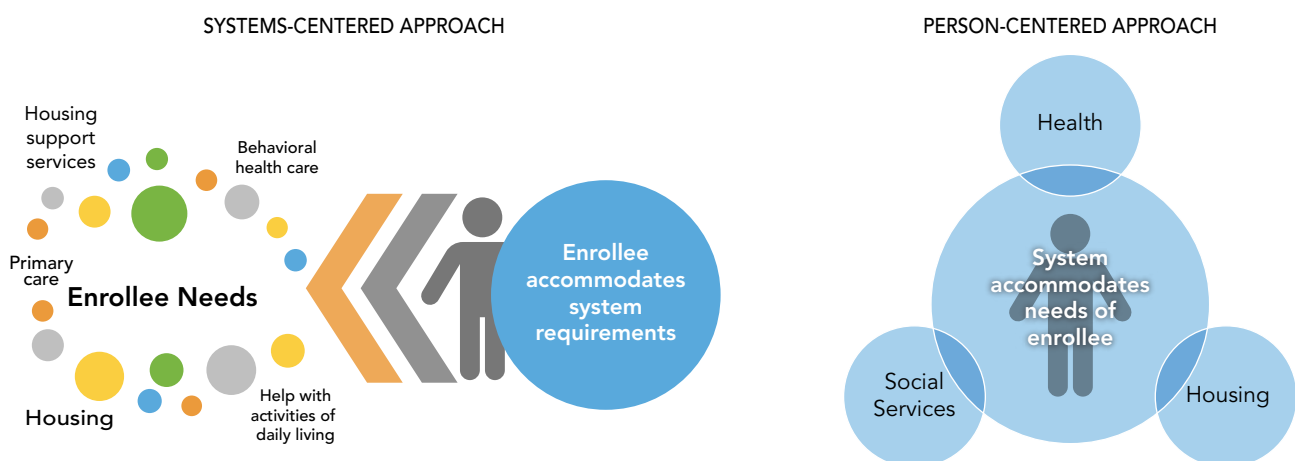 SYSTEMS-CENTERED APPROACH
Housing
support
services
Behavioral
health care
Primary
care
Enrollee Needs
Housing
Help with
activities of
daily living
Enrollee
accommodates
system
requirements
PERSON-CENTERED APPROACH
Health
System
accommodates
needs of
enrollee
Social
Services
Housing